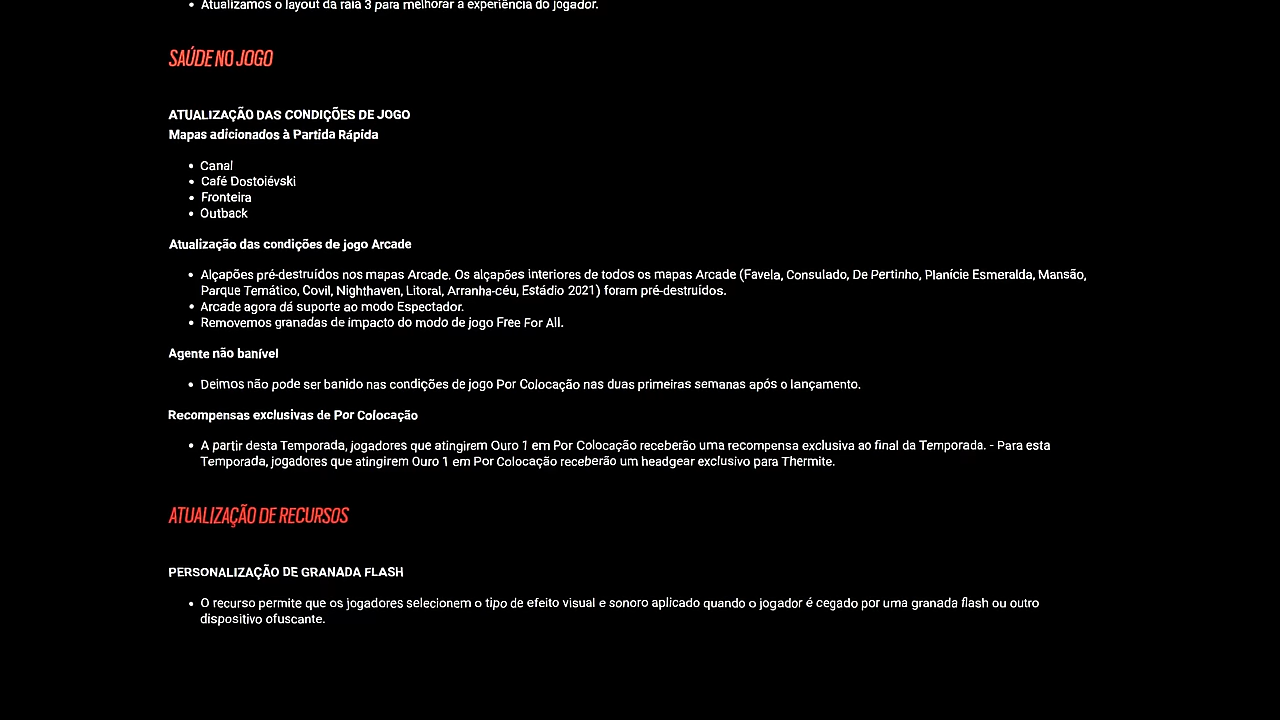 • Atualizamos o layout da raia 3 para melhorar a experiência do jogador.
SAÚDE NO JOGO
ATUALIZAÇÃO DAS CONDIÇÕES DE JOGO
Mapas adicionados à Partida Rápida
• Canal
• Café Dostoiévski
• Fronteira
• Outback
Atualização das condições de jogo Arcade
• Alçapões pré-destruídos nos mapas Arcade. Os alçapões interiores de todos os mapas Arcade (Favela, Consulado, De Pertinho, Planície Esmeralda, Mansão,
Parque Temático, Covil, Nighthaven, Litoral, Arranha-céu, Estádio 2021) foram pré-destruídos.
• Arcade agora dá suporte ao modo Espectador.
• Removemos granadas de impacto do modo de jogo Free For All.
Agente não banível
• Deimos não pode ser banido nas condições de jogo Por Colocação nas duas primeiras semanas após o lançamento.
Recompensas exclusivas de Por Colocação
• A partir desta Temporada, jogadores que atingirem Ouro 1 em Por Colocação receberão uma recompensa exclusiva ao final da Temporada. - Para esta
Temporada, jogadores que atingirem Ouro 1 em Por Colocação receberão um headgear exclusivo para Thermite.
ATUALIZAÇÃO DE RECURSOS
PERSONALIZAÇÃO DE GRANADA FLASH
• O recurso permite que os jogadores selecionem o tipo de efeito visual e sonoro aplicado quando o jogador é cegado por uma granada flash ou outro
dispositivo ofuscante.